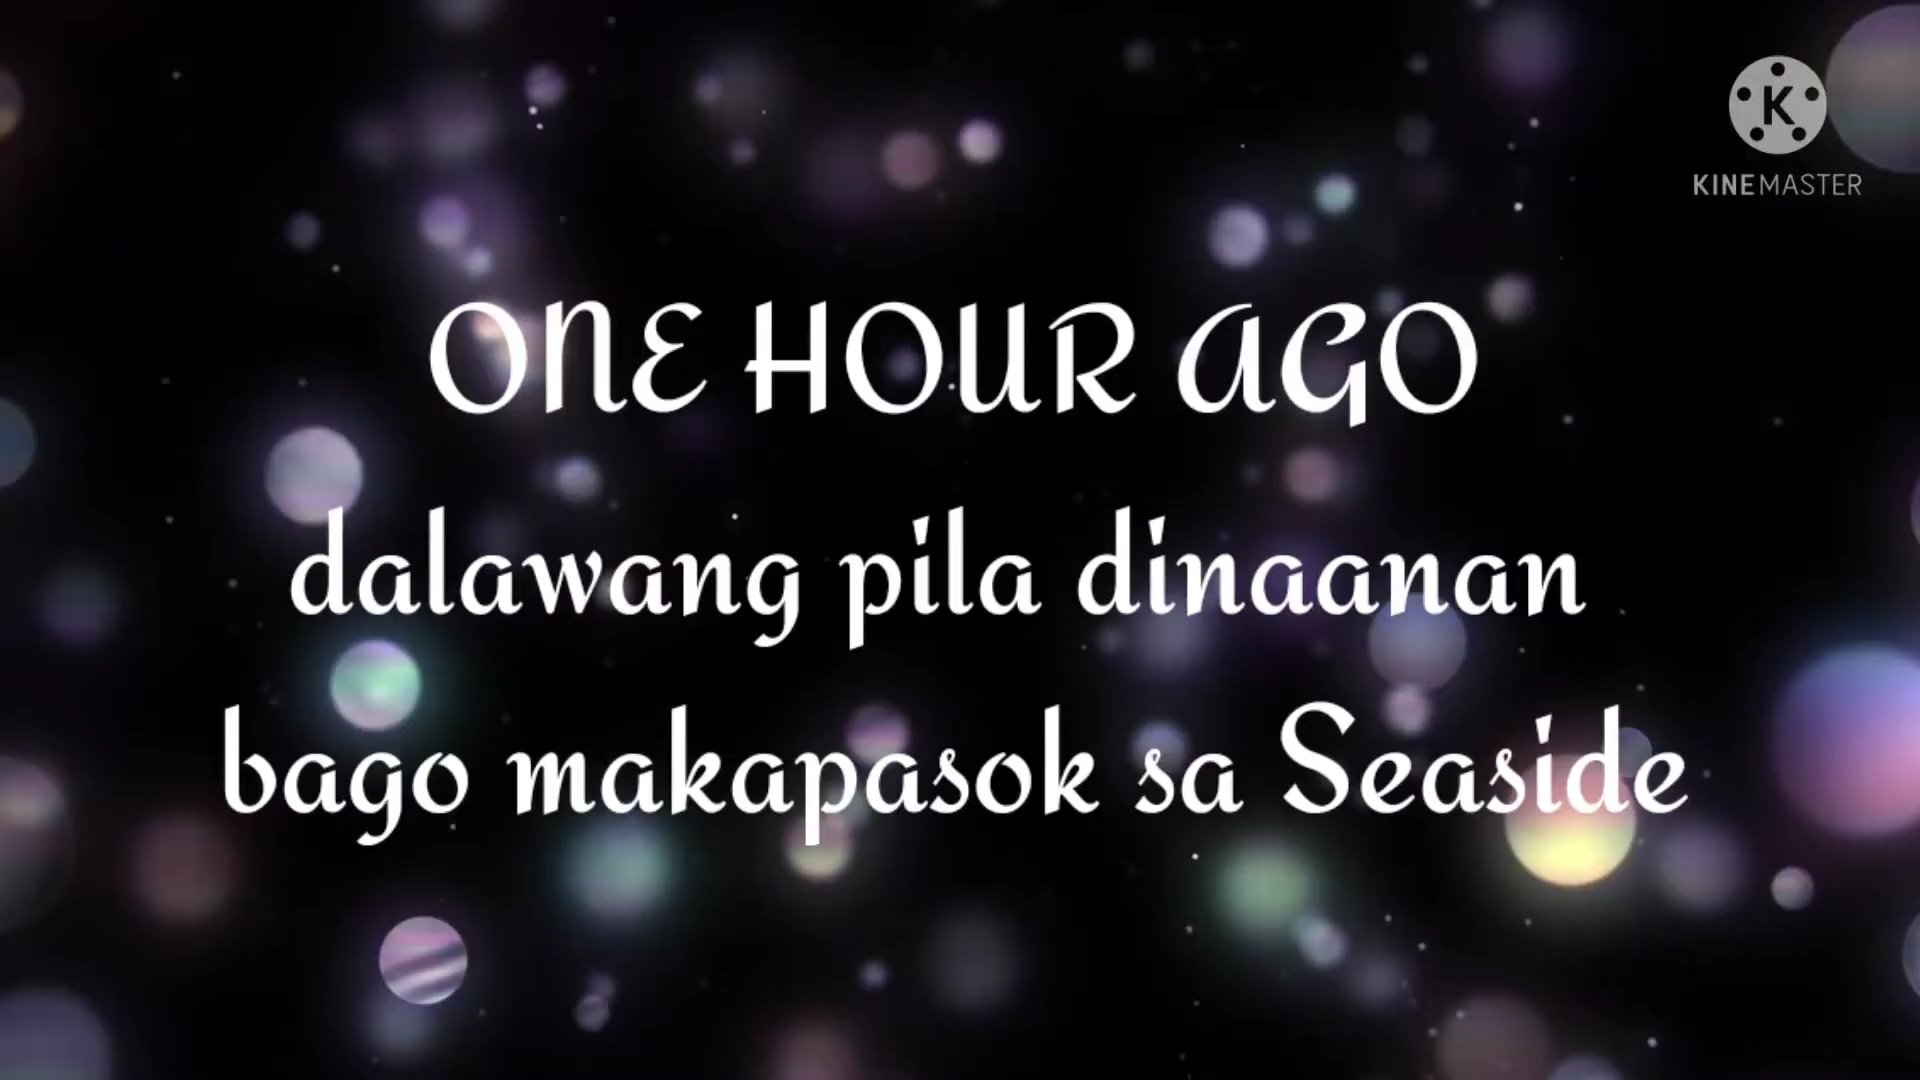 K
KINEMASTER
ONE HOUR AGO
dalawang pila dinaanan
bago makapasok sa Seaside